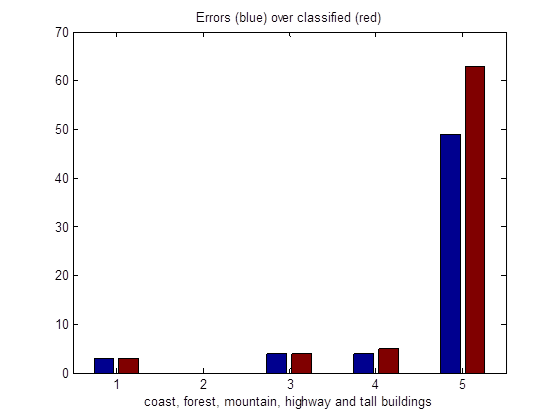 Errors (blue) over classified (red)
70
60
50
40
30
20
10
0
1 2 3 4 5
coast, forest, mountain, highway and tall buildings